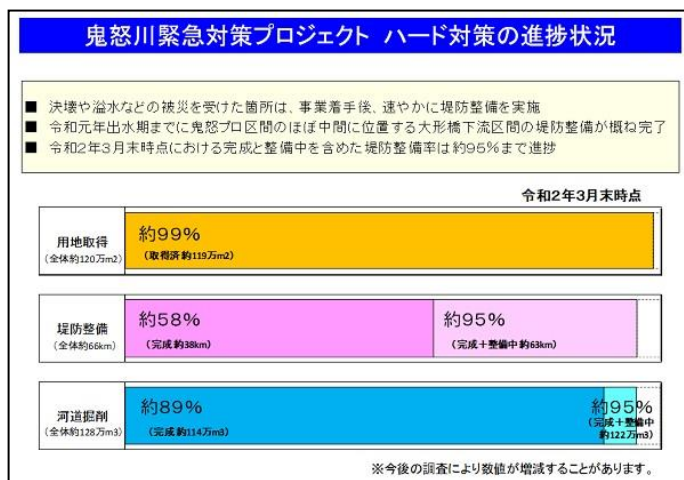 鬼怒川緊急対策プロジェクト ハード対策の進捗状況
■ 決壊や溢水などの被災を受けた箇所は、事業着手後、速やかに堤防整備を実施
■ 令和元年出水期までに鬼怒プロ区間のほぼ中間に位置する大形橋下流区間の堤防整備が概ね完了
■ 令和2年3月末時点における完成と整備中を含めた堤防整備率は約95%まで進捗
令和2年3月末時点
用地取得
(全体約120万m2)
約99%
(取得済約119万m2)
堤防整備
(全体約66km)
約58%
(完成約38km)
約95%
(完成+整備中約63km)
河道掘削
(全体約128万m3)
約89%
(完成約114万m3)
約95%
(完成+整備中
約122万m3)
※今後の調査により数値が増減することがあります。